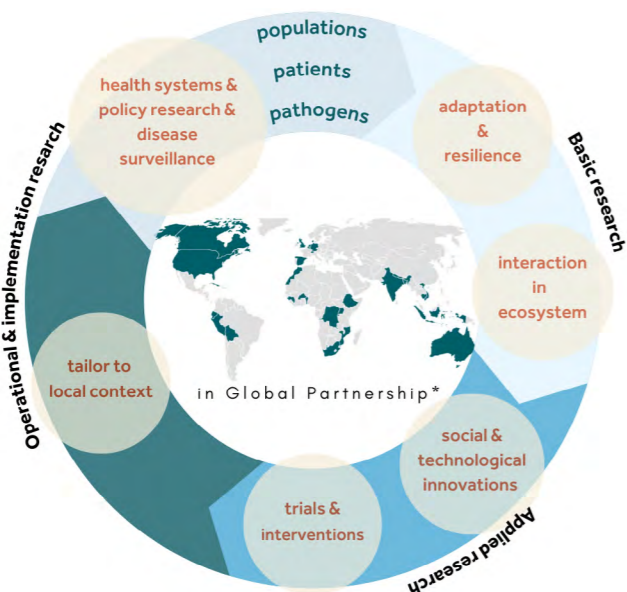 populations
patients
pathogens
health systems &
policy research &
disease
surveillance
adaptation
&
resilience
Basic research
interaction
in
ecosystem
Operational & implementation resarch
tailor to
local context
in Global Partnership*
social &
technological
innovations
trials &
interventions
Applied research